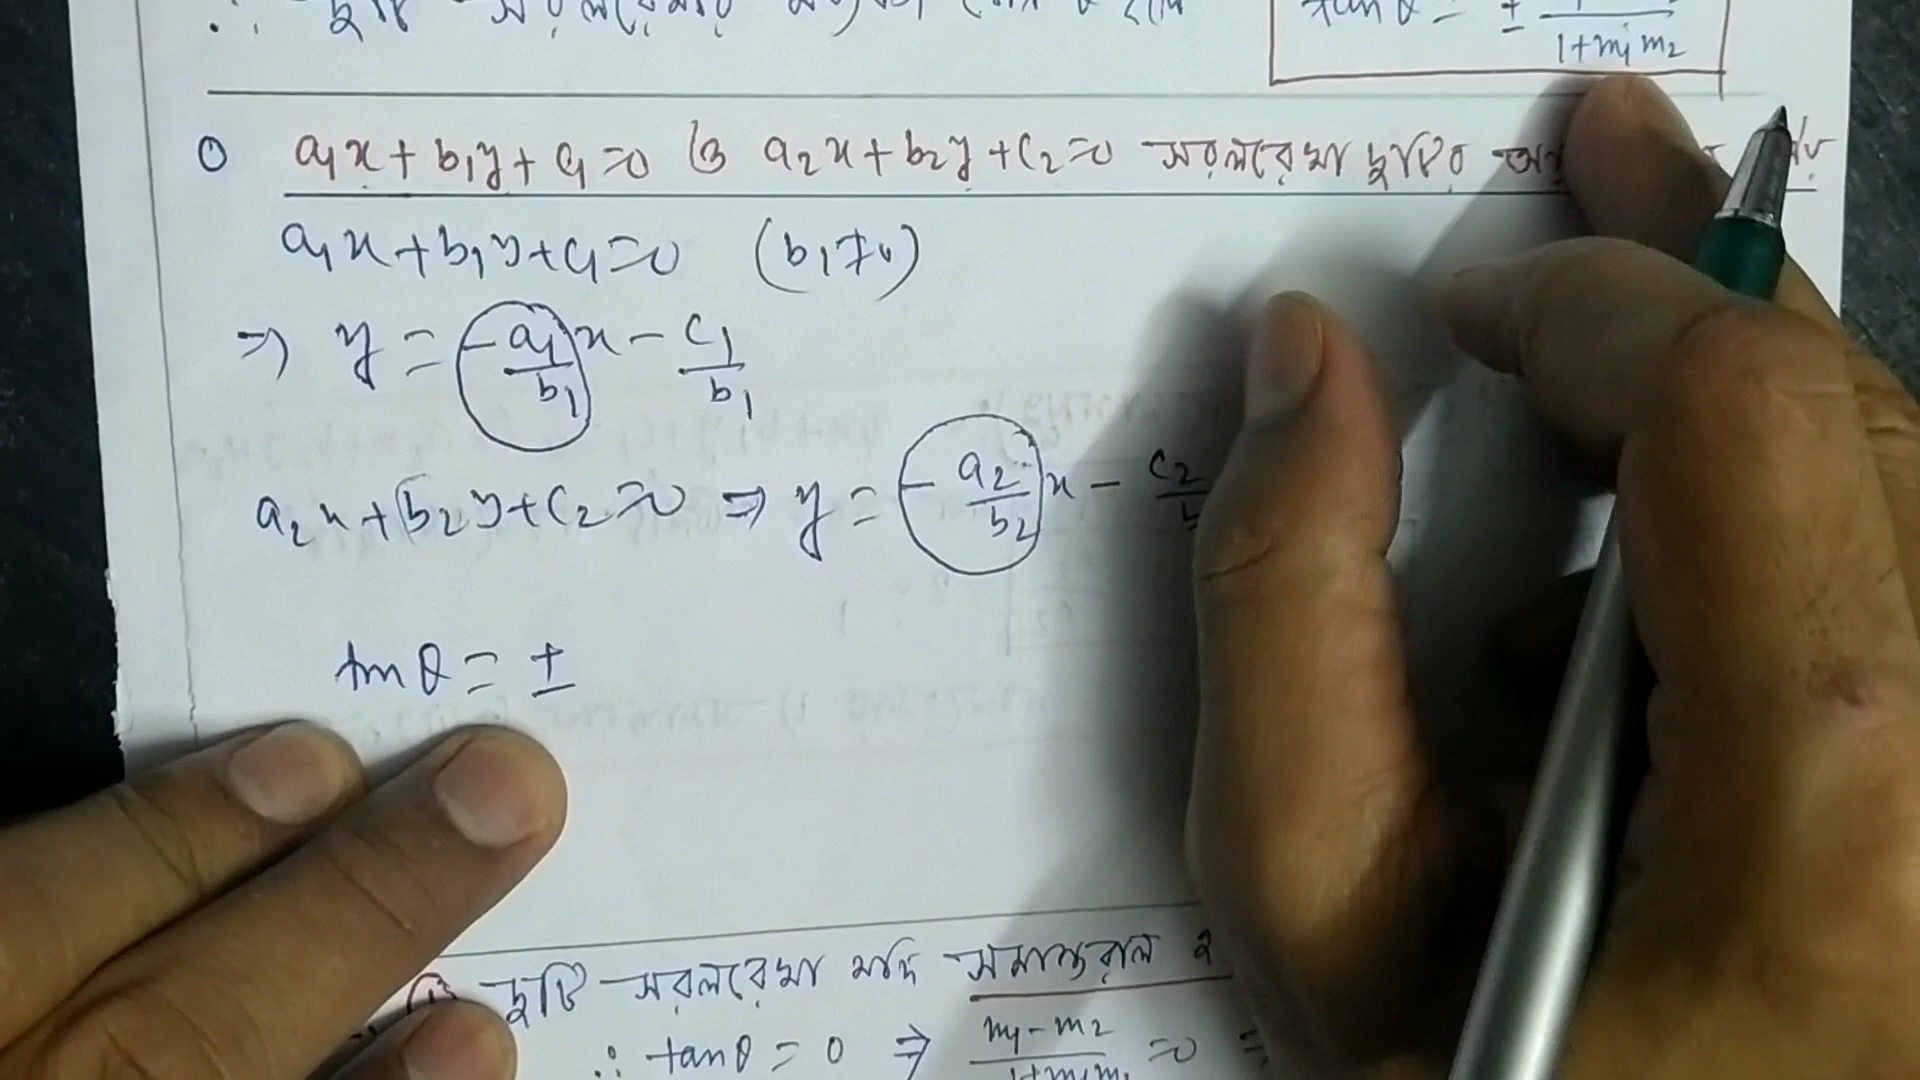 tan θ = ± 1+m₁m₂
a₁x + b₁y + c₁ = 0 ও a₂x + b₂y + c₂ = 0 সরলরেখা দুটির
a₁x + b₁y + c₁ = 0 (b₁ ≠ 0)
⇒ y = -a₁/b₁ x - c₁/b₁
a₂x + b₂y + c₂ = 0 ⇒ y = -a₂/b₂ x - c₂
tan θ = ±
দুটি সরলরেখা যদি সমান্তরাল
∴ tan θ = 0 ⇒ m₁-m₂/1+m₁m₂ = 0